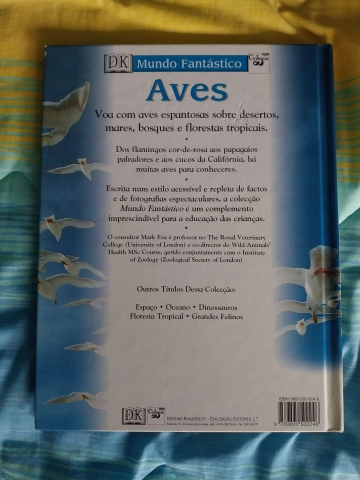 DK
Mundo Fantástico
Aves
Voa com aves espantosas sobre desertos,
mares, bosques e florestas tropicais.
Dos flamingos cor-de-rosa aos papagaios
palradores e aos cucos da Califórnia, há
muitas aves para conheceres.
Escrita num estilo acessível e repleta de factos
e de fotografias espectaculares, a colecção
Mundo Fantástico é um complemento
imprescindível para a educação das crianças.
O consultor Mark Fox é professor no The Royal Veterinary
College (University of London) e co-director do Wild Animals'
Health MSc Course, gerido conjuntamente com o Institute
of Zoology (Zoological Society of London)
Outros Títulos Desta Colecção:
Espaço • Oceano • Dinossauros
Floresta Tropical • Grandes Felinos
DK
DORLING KINDERSLEY - CIVILIZAÇÃO EDITORES, L.